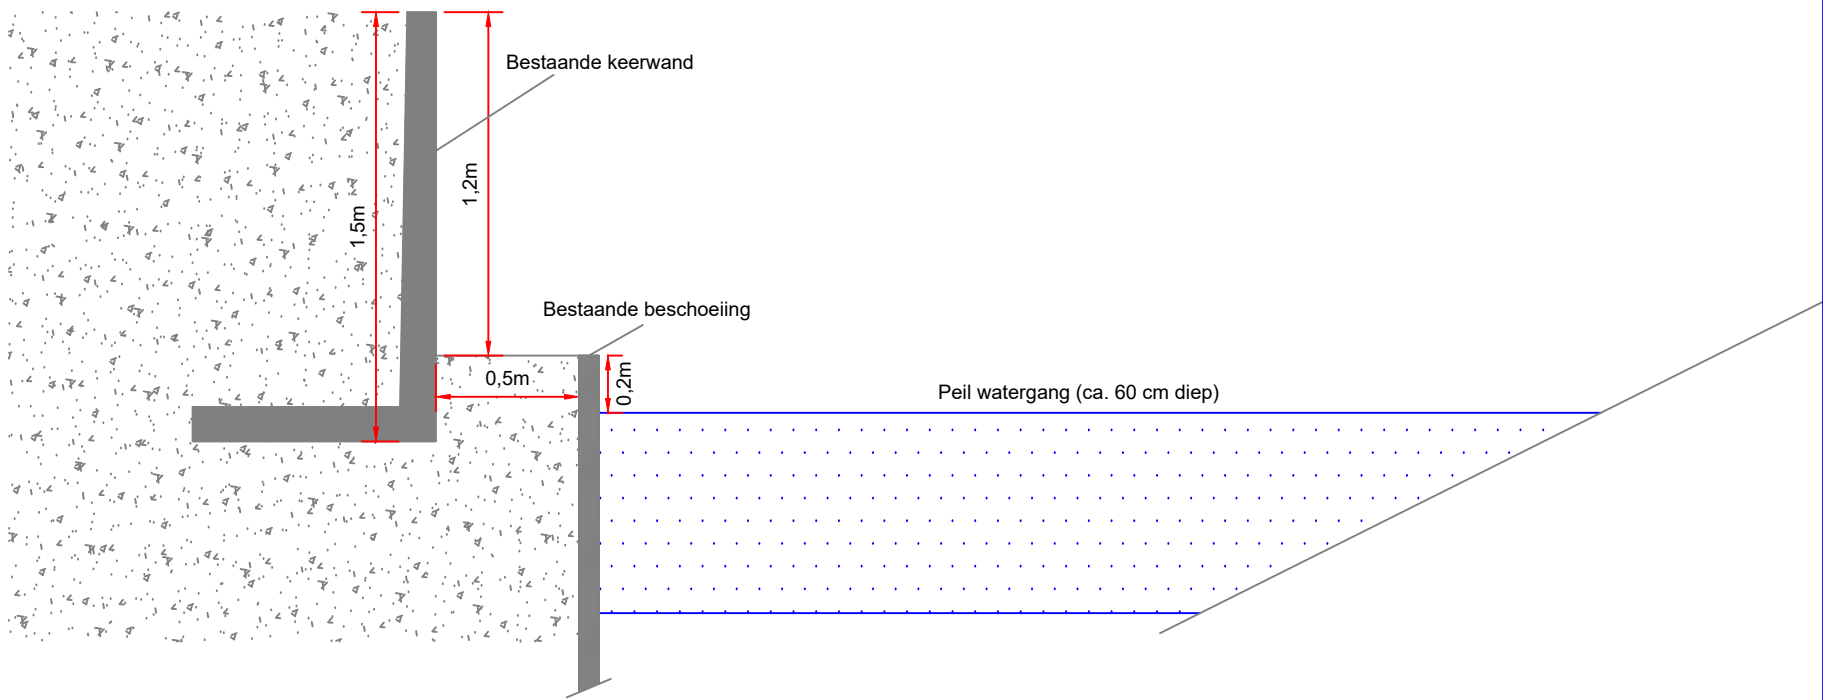 Bestaande keerwand
1,2m
1,5m
Bestaande beschoeiing
0,5m
0,2m
Peil watergang (ca. 60 cm diep)